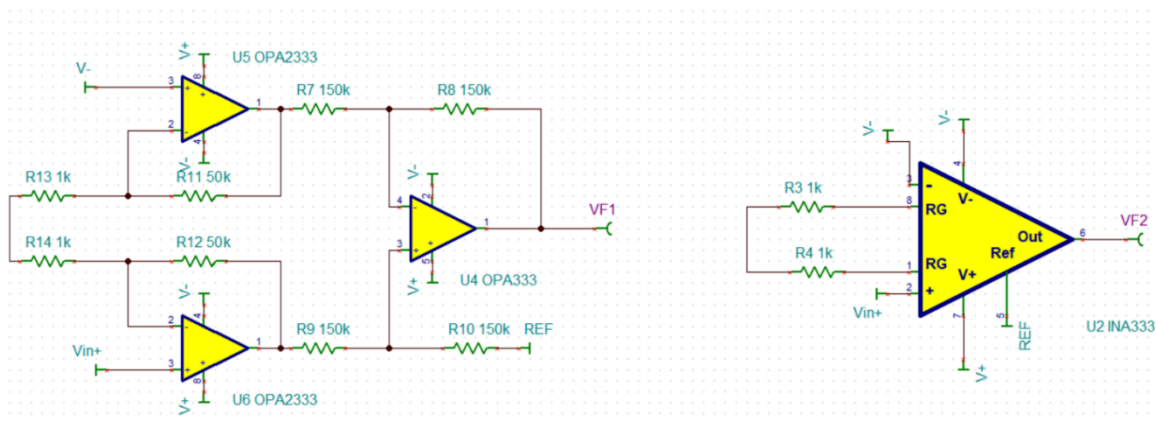 V+
U5 OPA2333
V-
3
+
+
8
1
2
-
4
V-
R7 150k
R8 150k
R13 1k
R11 50k
R14 1k
R12 50k
V-
4
-
2
3
+
+
1
8
Vin+
V+
U6 OPA2333
R9 150k
R10 150k
REF
V-
2
4
-
3
+
+
5
1
V+
U4 OPA333
VF1
V-
V-
4
3
-
V-
R3 1k
8
RG
R4 1k
1
RG
Out
Ref
V+
2
+
Vin+
7
5
6
VF2
REF
V+
U2 INA333